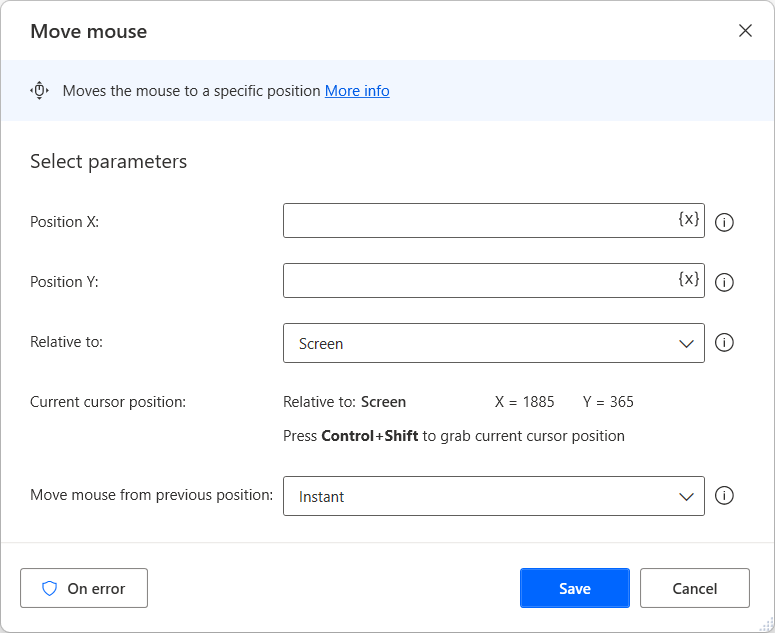 Move mouse
Moves the mouse to a specific position More info
Select parameters
Position X: {x}
Position Y: {x}
Relative to: Screen
Current cursor position: Relative to: Screen X = 1885 Y = 365
Press Control+Shift to grab current cursor position
Move mouse from previous position: Instant
On error Save Cancel